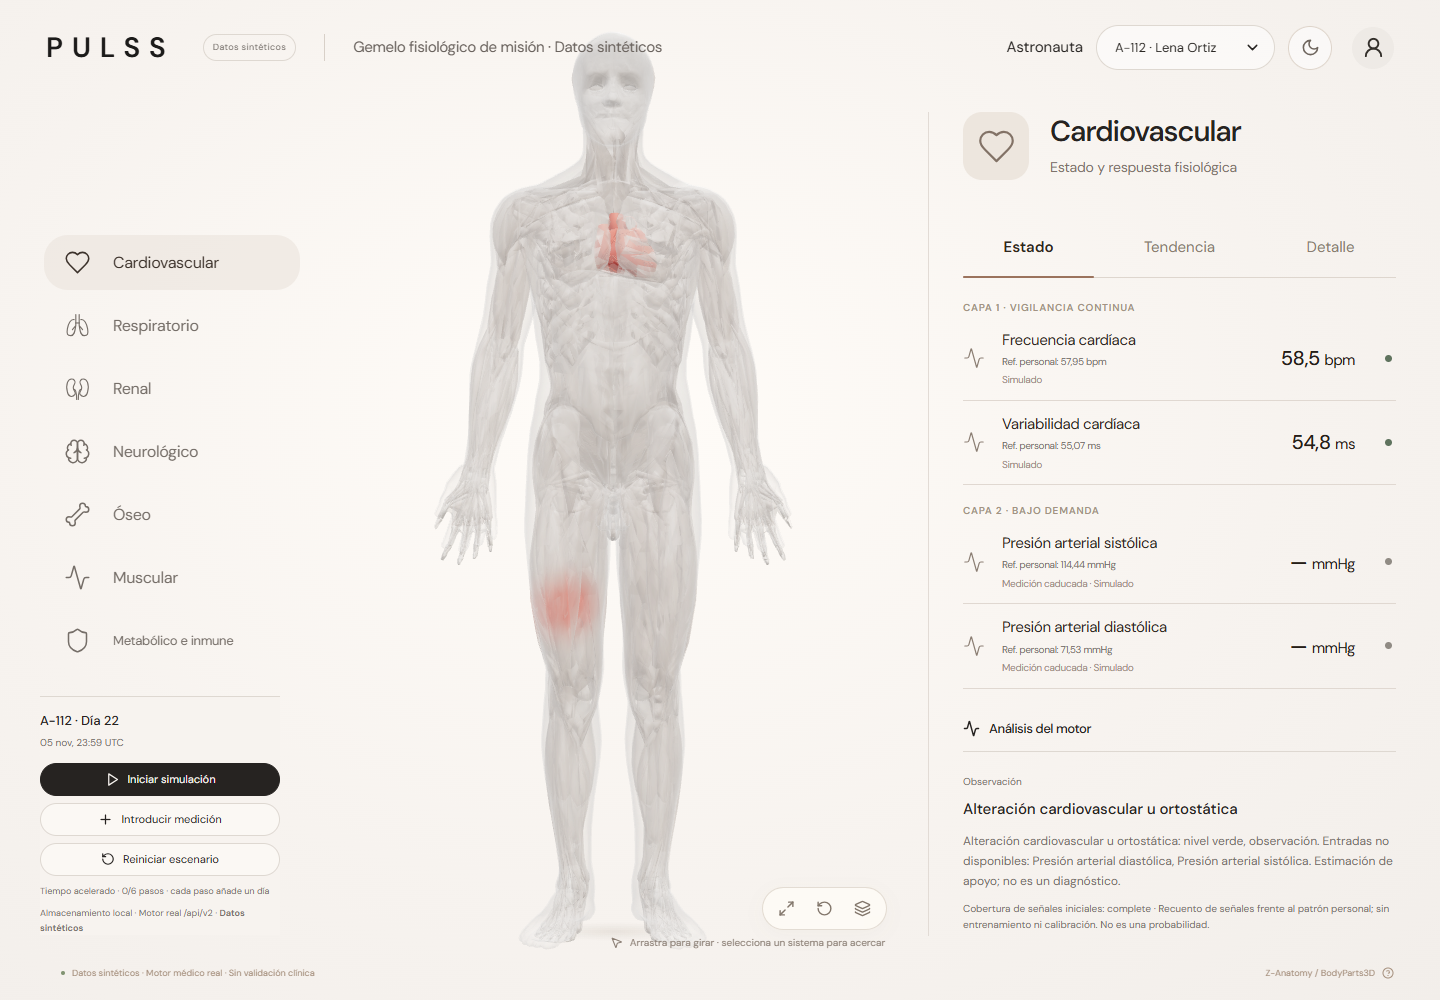 PULSS
Datos sintéticos
Gemelo fisiológico de misión · Datos sintéticos
Astronauta
A-112 · Lena Ortiz
Cardiovascular
Respiratorio
Renal
Neurológico
Óseo
Muscular
Metabólico e inmune
A-112 · Día 22
05 nov, 23:59 UTC
Iniciar simulación
Introducir medición
Reiniciar escenario
Tiempo acelerado · 0/6 pasos · cada paso añade un día
Almacenamiento local · Motor real /api/v2 · Datos
sintéticos
Arrastra para girar · selecciona un sistema para acercar
Cardiovascular
Estado y respuesta fisiológica
Estado
Tendencia
Detalle
CAPA 1 · VIGILANCIA CONTINUA
Frecuencia cardíaca
Ref. personal: 57,95 bpm
Simulado
58,5 bpm
Variabilidad cardíaca
Ref. personal: 55,07 ms
Simulado
54,8 ms
CAPA 2 · BAJO DEMANDA
Presión arterial sistólica
Ref. personal: 114,44 mmHg
Medición caducada · Simulado
— mmHg
Presión arterial diastólica
Ref. personal: 71,53 mmHg
Medición caducada · Simulado
— mmHg
Análisis del motor
Observación
Alteración cardiovascular u ortostática
Alteración cardiovascular u ortostática: nivel verde, observación. Entradas no
disponibles: Presión arterial diastólica, Presión arterial sistólica. Estimación de
apoyo; no es un diagnóstico.
Cobertura de señales iniciales: complete · Recuento de señales frente al patrón personal; sin
entrenamiento ni calibración. No es una probabilidad.
Datos sintéticos · Motor médico real · Sin validación clínica
Z-Anatomy / BodyParts3D